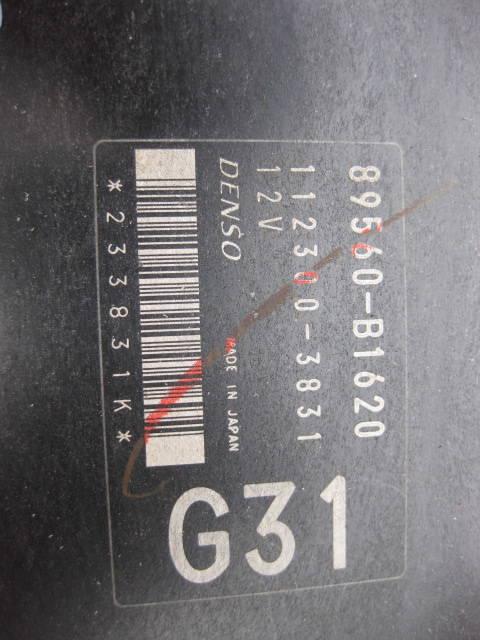 89560-B1620
112300-3831
12V
DENSO
MADE IN JAPAN
*233831K*
G31